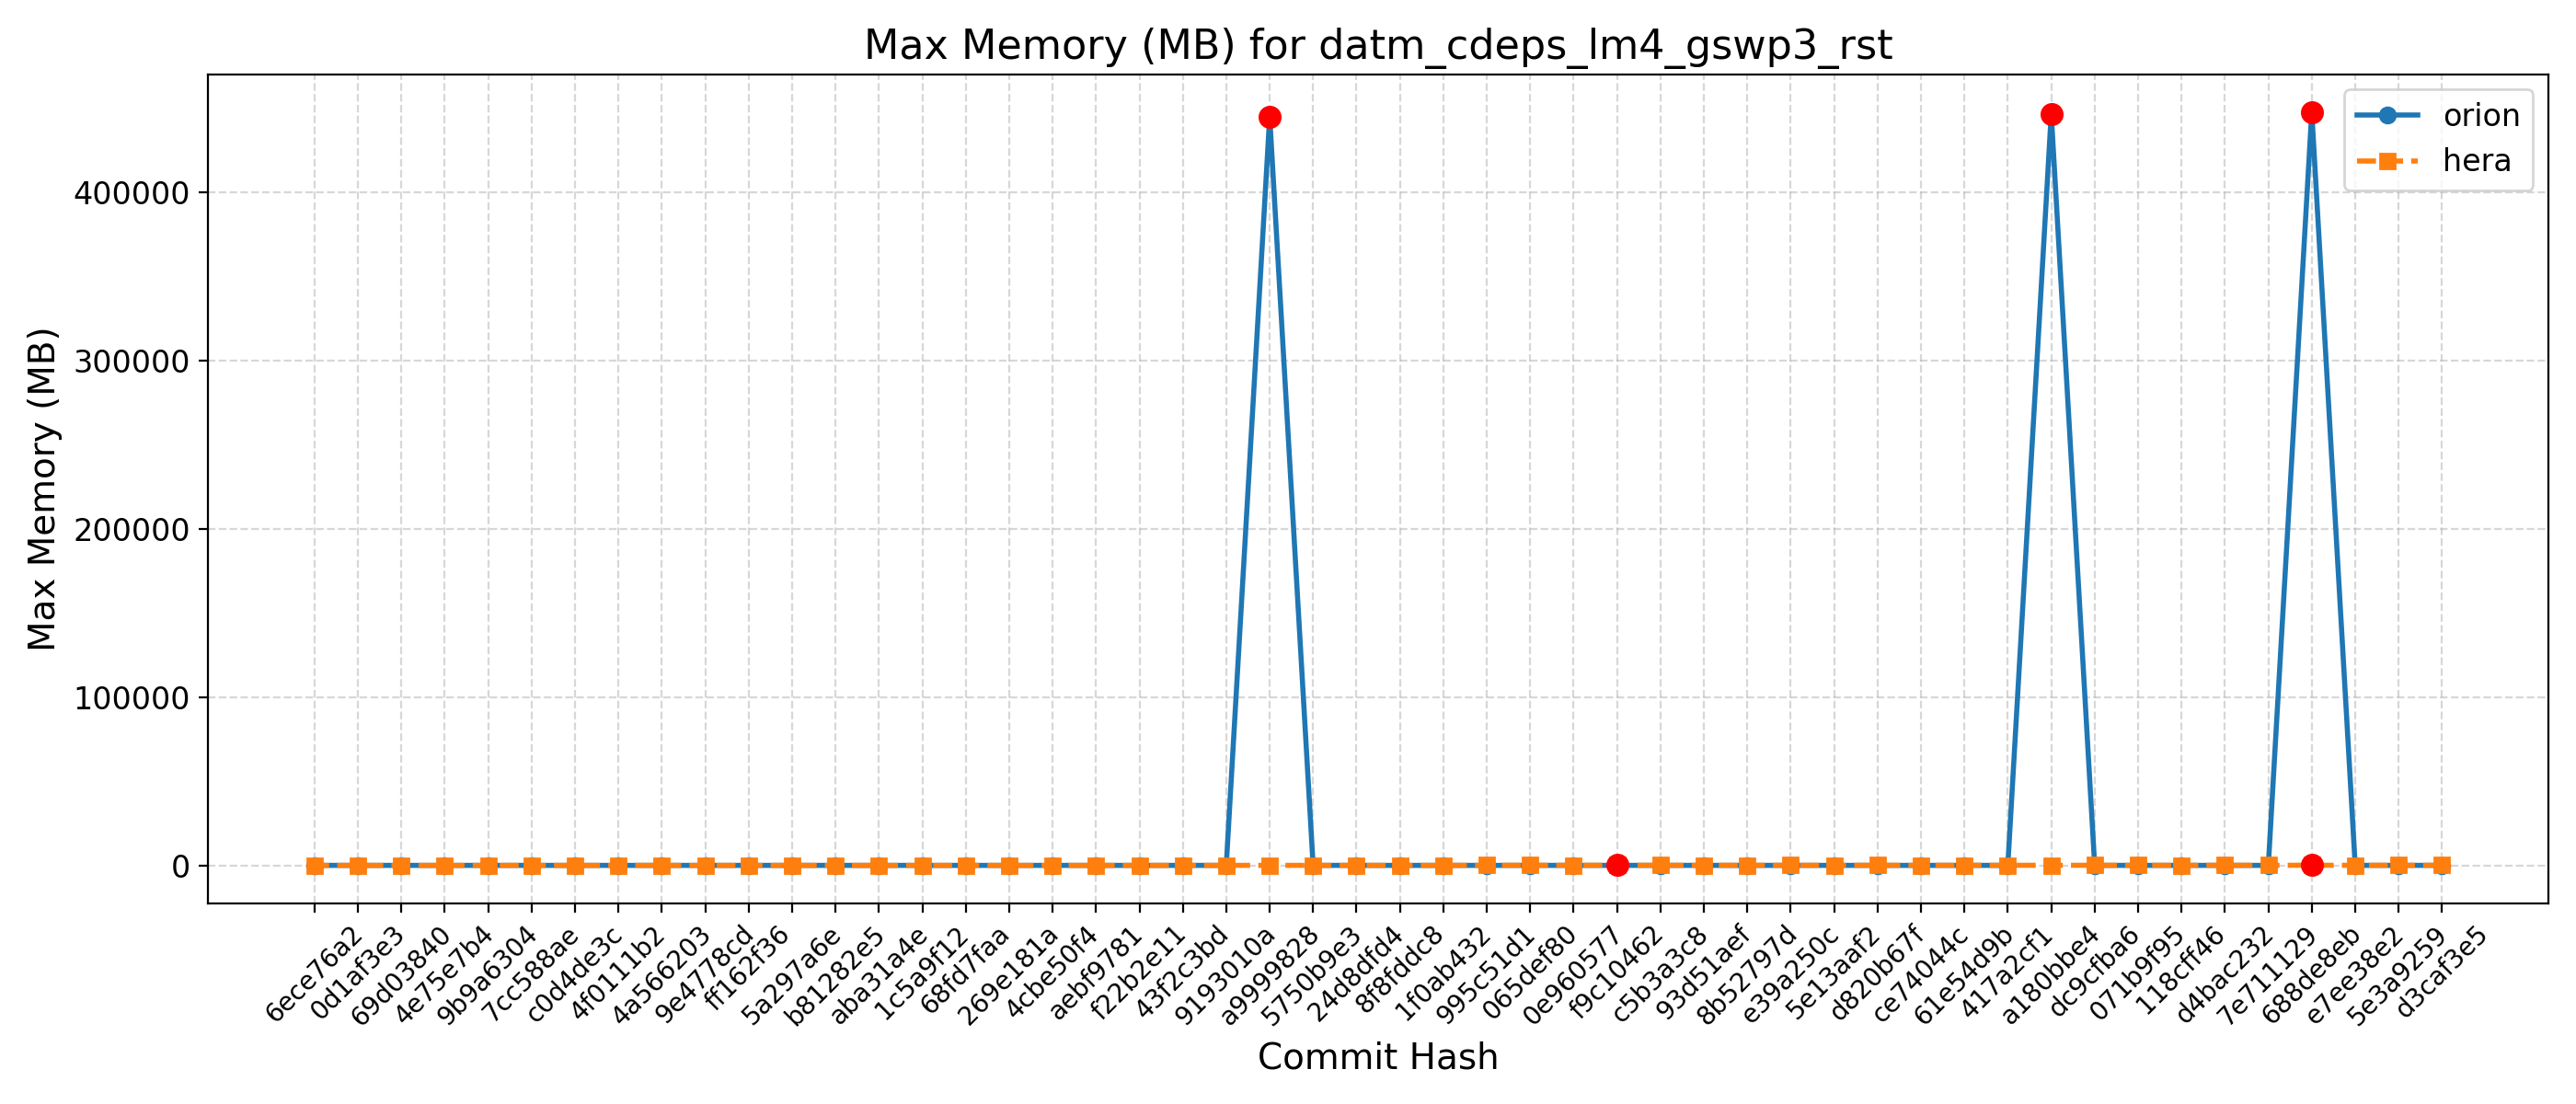 Max Memory (MB) for datm_cdeps_lm4_gswp3_rst
orion
hera
Max Memory (MB)
400000
300000
200000
100000
0
6ece76a2
0d1af3e3
69d03840
4e75e7b4
9b9a6304
7cc588ae
c0d4de3c
4f0111b2
4a566203
9e4778cd
ff162f36
5a297a6e
b81282e5
aba31a4e
1c5a9f12
68fd7faa
269e181a
4cbe50f4
aebf9781
f22b2e11
43f2c3bd
9193010a
a9999828
5750b9e3
24d8dfd4
8f8fddc8
1f0ab432
995c51d1
065def80
0e960577
f9c10462
c5b3a3c8
93d51aef
8b52797d
e39a250c
5e13aaf2
d820b67f
ce74044c
61e54d9b
417a2cf1
a180bbe4
dc9cfba6
071b9f95
118cff46
d4bac232
7e711129
688de8eb
e7ee38e2
5e3a9259
d3caf3e5
Commit Hash